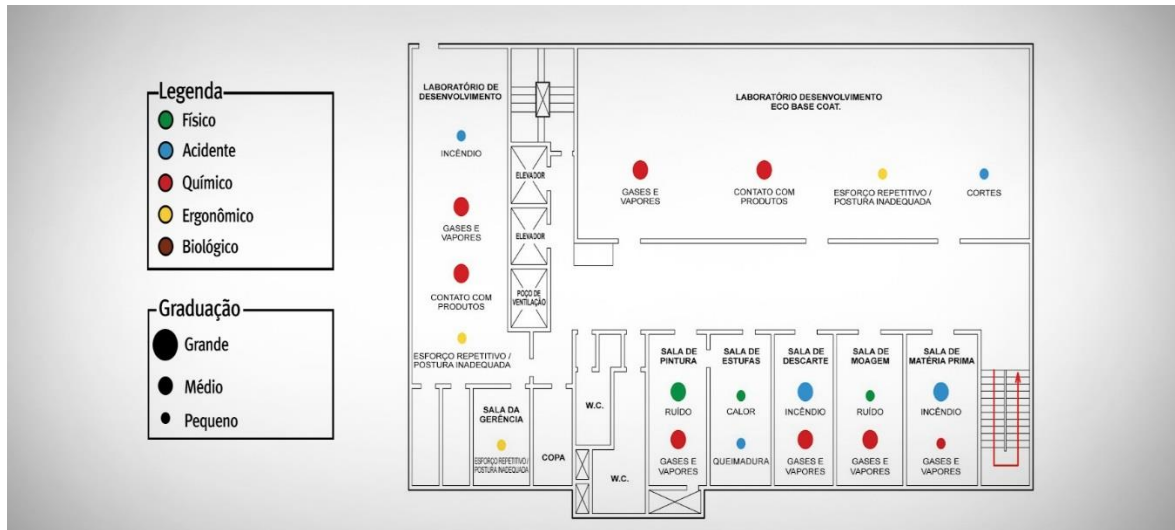 Legenda
Físico
Acidente
Químico
Ergonômico
Biológico
Graduação
Grande
Médio
Pequeno
LABORATÓRIO DE
DESENVOLVIMENTO
INCÊNDIO
GASES E
VAPORES
CONTATO COM
PRODUTOS
ESFORÇO REPETITIVO /
POSTURA INADEQUADA
ELEVADOR
ELEVADOR
POÇO DE
VENTILAÇÃO
LABORATÓRIO DESENVOLVIMENTO
ECO BASE COAT.
GASES E
VAPORES
CONTATO COM
PRODUTOS
ESFORÇO REPETITIVO /
POSTURA INADEQUADA
CORTES
SALA DA
GERÊNCIA
ESFORÇO REPETITIVO /
POSTURA INADEQUADA
COPA
W.C.
W.C.
SALA DE
PINTURA
RUÍDO
GASES E
VAPORES
SALA DE
ESTUFAS
CALOR
QUEIMADURA
SALA DE
DESCARTE
INCÊNDIO
GASES E
VAPORES
SALA DE
MOAGEM
RUÍDO
GASES E
VAPORES
SALA DE
MATÉRIA PRIMA
INCÊNDIO
GASES E
VAPORES